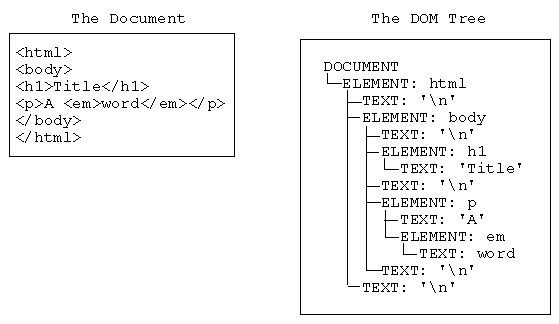 The Document
<html>
<body>
<h1>Title</h1>
<p>A <em>word</em></p>
</body>
</html>
The DOM Tree
DOCUMENT
ELEMENT: html
TEXT: '\n'
ELEMENT: body
TEXT: '\n'
ELEMENT: h1
TEXT: 'Title'
TEXT: '\n'
ELEMENT: p
TEXT: 'A'
ELEMENT: em
TEXT: word
TEXT: '\n'
TEXT: '\n'